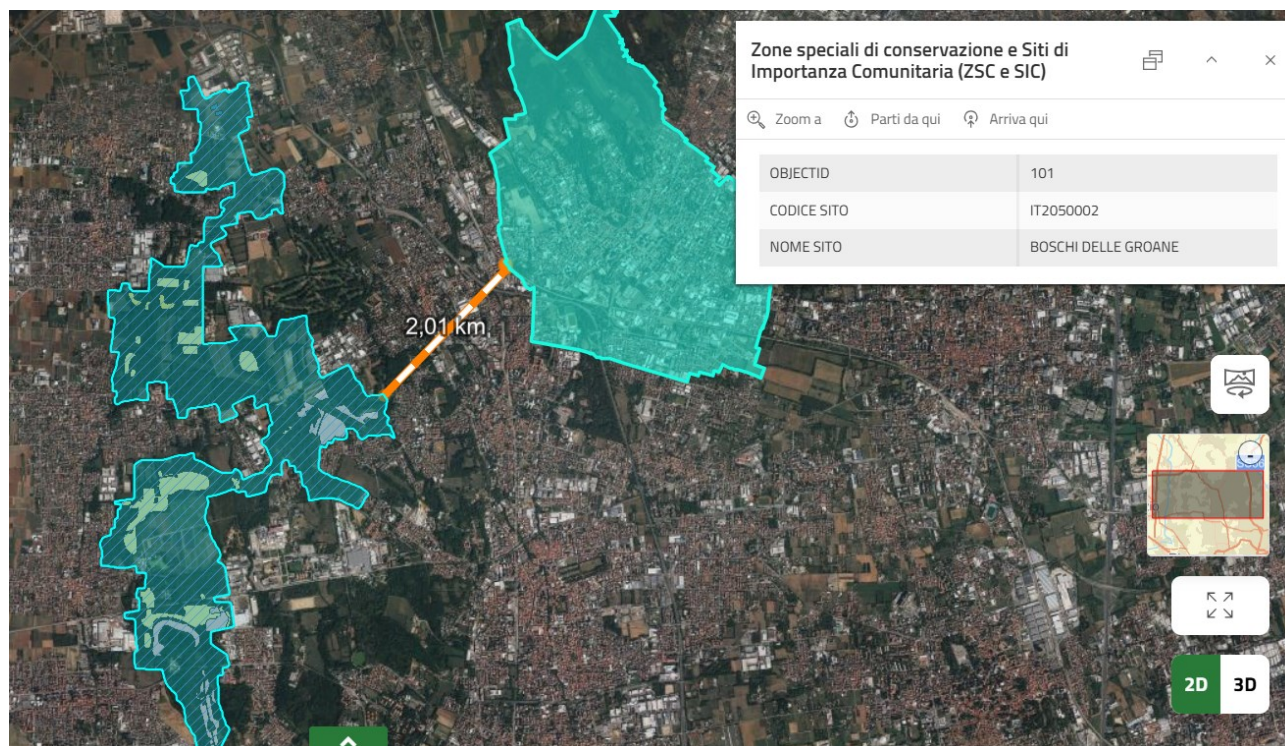 Zone speciali di conservazione e Siti di
Importanza Comunitaria (ZSC e SIC)
Zoom a Parti da qui Arriva qui
OBJECTID 101
CODICE SITO IT2050002
NOME SITO BOSCHI DELLE GROANE
2,01 km
2D 3D